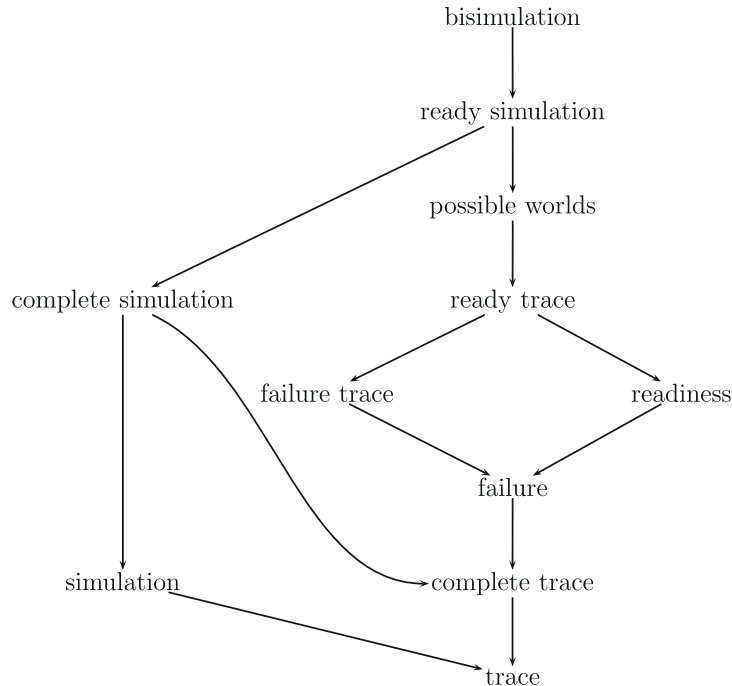 bisimulation
ready simulation
possible worlds
complete simulation
ready trace
failure trace
readiness
failure
simulation
complete trace
trace